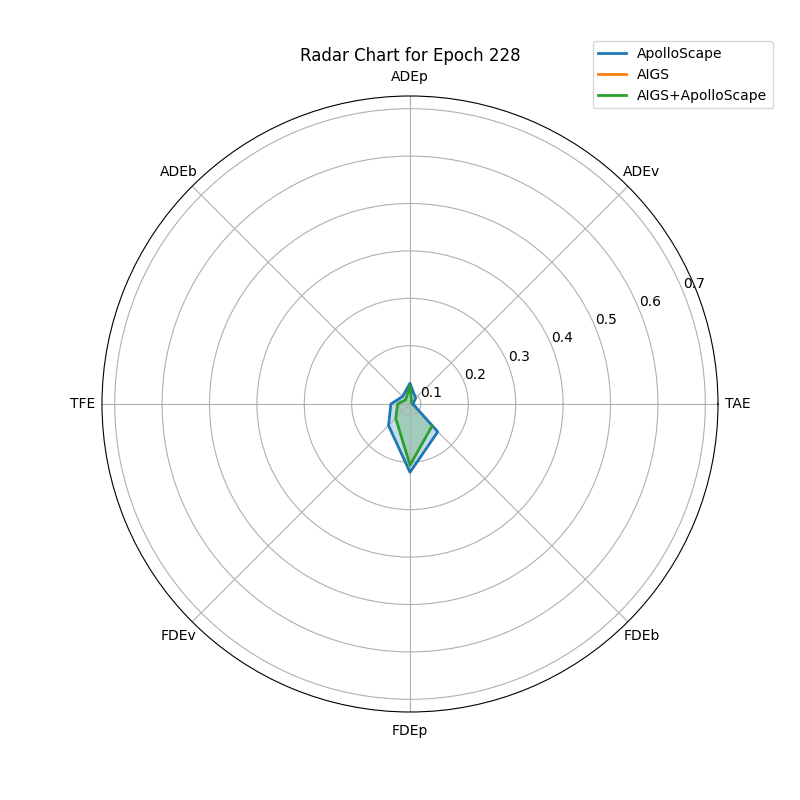 Radar Chart for Epoch 228
ApolloScape
AIGS
AIGS+ApolloScape
ADEp
ADEb
ADEv
0.7
0.6
0.5
0.4
0.3
0.2
0.1
TFE
TAE
FDEv
FDEb
FDEp